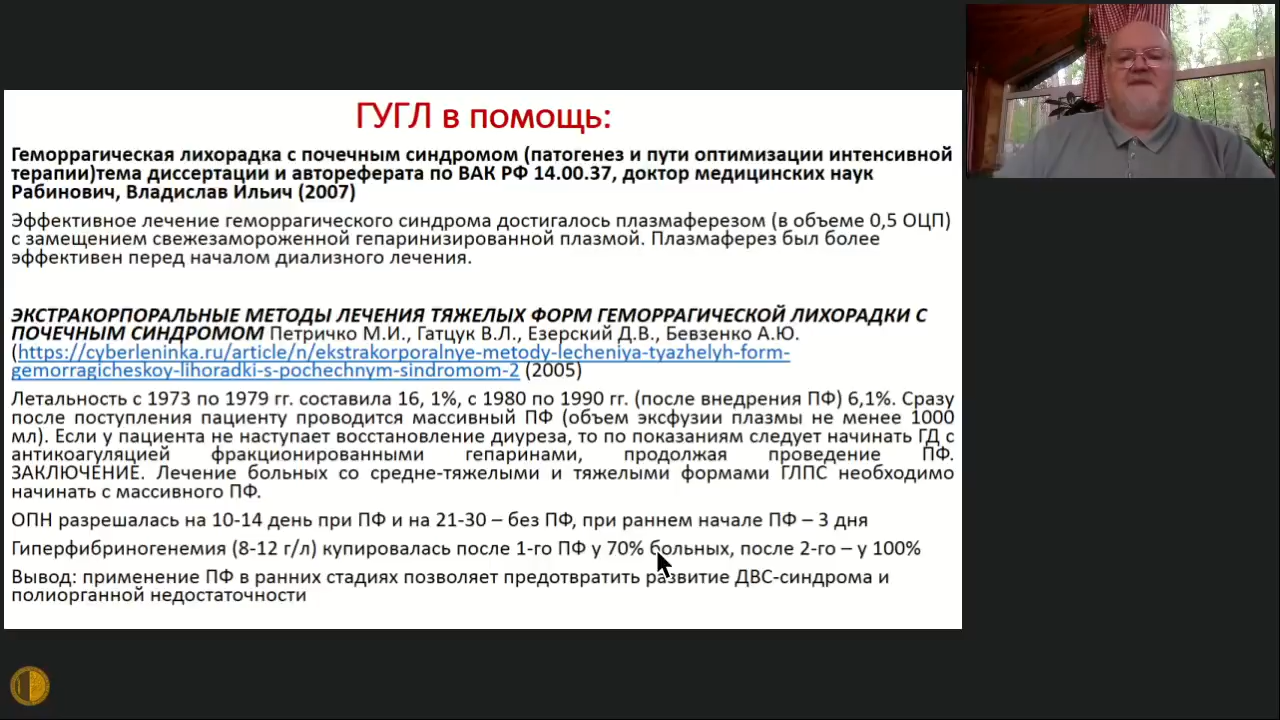 ГУГЛ в помощь:
Геморрагическая лихорадка с почечным синдромом (патогенез и пути оптимизации интенсивной
терапии)тема диссертации и автореферата по ВАК РФ 14.00.37, доктор медицинских наук
Рабинович, Владислав Ильич (2007)
Эффективное лечение геморрагического синдрома достигалось плазмаферезом (в объеме 0,5 ОЦП)
с замещением свежезамороженной гепаринизированной плазмой. Плазмаферез был более
эффективен перед началом диализного лечения.
ЭКСТРАКОРПОРАЛЬНЫЕ МЕТОДЫ ЛЕЧЕНИЯ ТЯЖЕЛЫХ ФОРМ ГЕМОРРАГИЧЕСКОЙ ЛИХОРАДКИ С
ПОЧЕЧНЫМ СИНДРОМОМ Петричко М.И., Гатцук В.Л., Езерский Д.В., Бевзенко А.Ю.
(https://cyberleninka.ru/article/n/ekstrakorporalnye-metody-lecheniya-tyazhelyh-form-
gemorragicheskoy-lihoradki-s-pochechnym-sindromom-2 (2005)
Летальность с 1973 по 1979 гг. составила 16, 1%, с 1980 по 1990 гг. (после внедрения ПФ) 6,1%. Сразу
после поступления пациенту проводится массивный ПФ (объем эксфузии плазмы не менее 1000
мл). Если у пациента не наступает восстановление диуреза, то по показаниям следует начинать ГД с
антикоагуляцией фракционированными гепаринами, продолжая проведение ПФ.
ЗАКЛЮЧЕНИЕ. Лечение больных со средне-тяжелыми и тяжелыми формами ГЛПС необходимо
начинать с массивного ПФ.
ОПН разрешалась на 10-14 день при ПФ и на 21-30 – без ПФ, при раннем начале ПФ – 3 дня
Гиперфибриногенемия (8-12 г/л) купировалась после 1-го ПФ у 70% больных, после 2-го – у 100%
Вывод: применение ПФ в ранних стадиях позволяет предотвратить развитие ДВС-синдрома и
полиорганной недостаточности